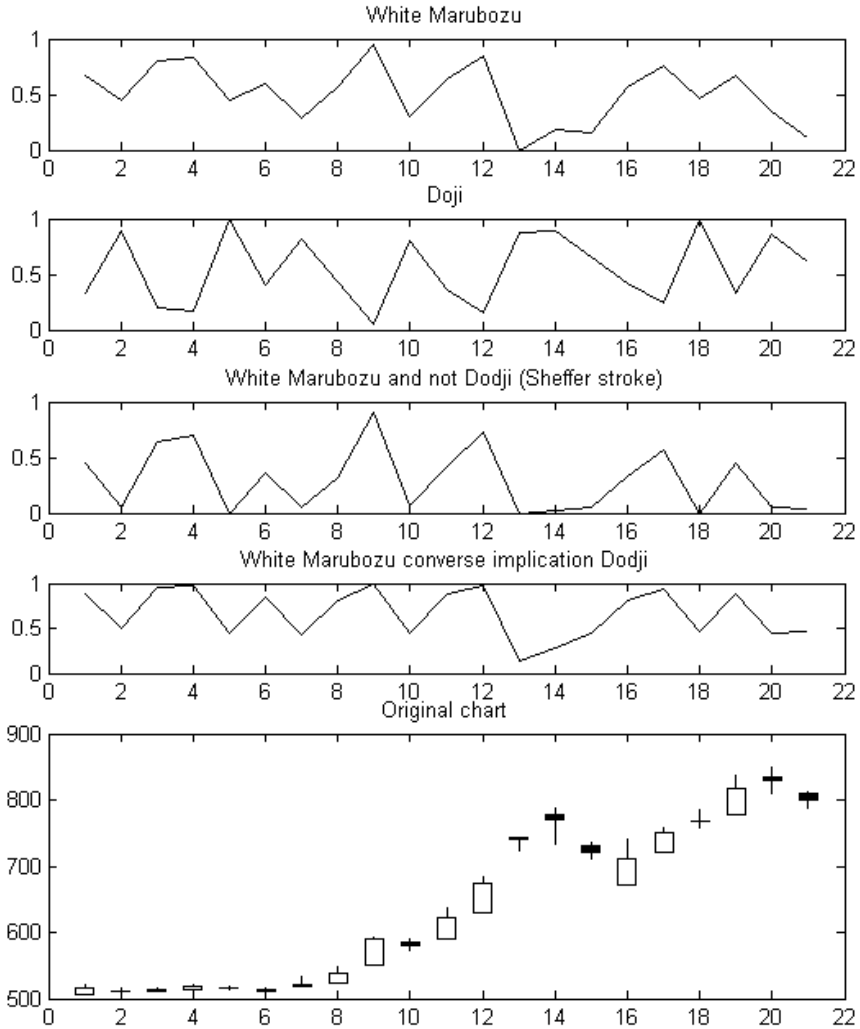 White Marubozu
1
0.5
0
0 2 4 6 8 10 12 14 16 18 20 22
Doji
1
0.5
0
0 2 4 6 8 10 12 14 16 18 20 22
White Marubozu and not Dodji (Sheffer stroke)
1
0.5
0
0 2 4 6 8 10 12 14 16 18 20 22
White Marubozu converse implication Dodji
1
0.5
0
0 2 4 6 8 10 12 14 16 18 20 22
Original chart
900
800
700
600
500
0 2 4 6 8 10 12 14 16 18 20 22